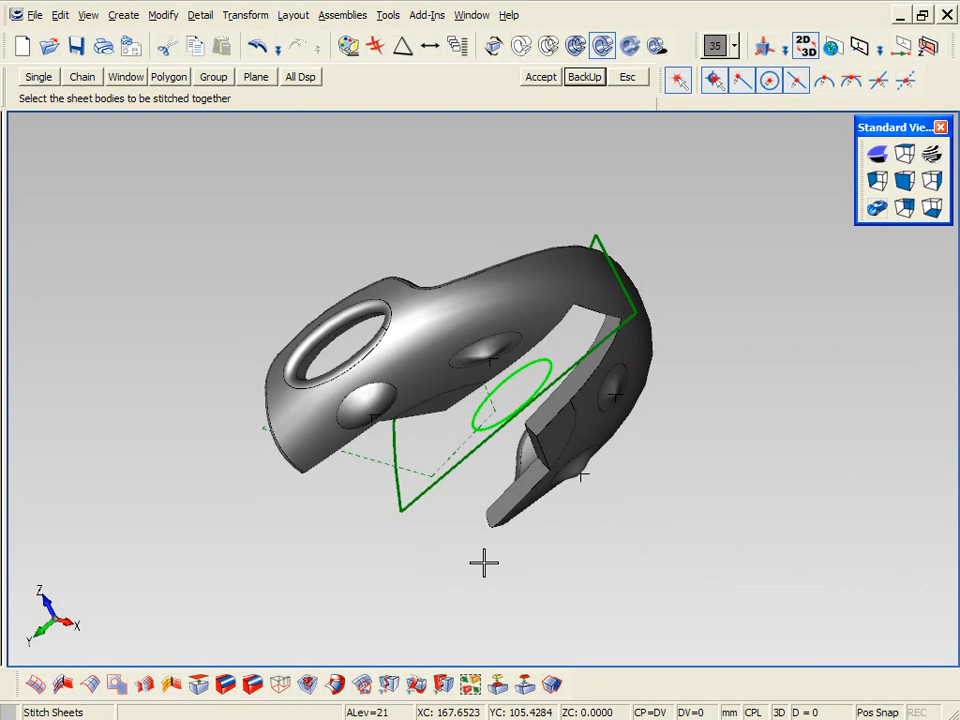 File Edit View Create Modify Detail Transform Layout Assemblies Tools Add-Ins Window Help
35 2D 3D
Single Chain Window Polygon Group Plane All Dsp Accept BackUp Esc
Select the sheet bodies to be stitched together
Standard Vie...
Z
X
Y
Stitch Sheets ALev=21 XC: 167.6523 YC: 105.4284 ZC: 0.0000 CP=DV DV=0 mm CPL 3D D = 0 Pos Snap REC